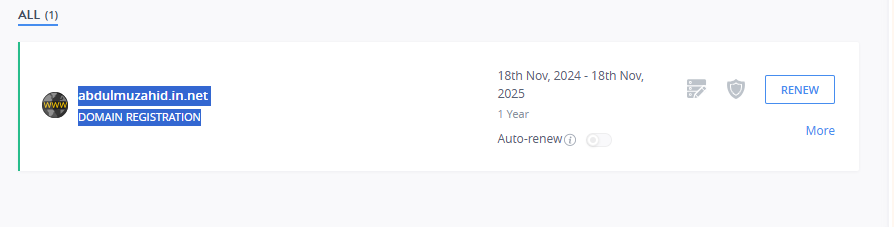 ALL (1)
www
abdulmuzahid.in.net
DOMAIN REGISTRATION
18th Nov, 2024 - 18th Nov,
2025
1 Year
Auto-renew i
RENEW
More